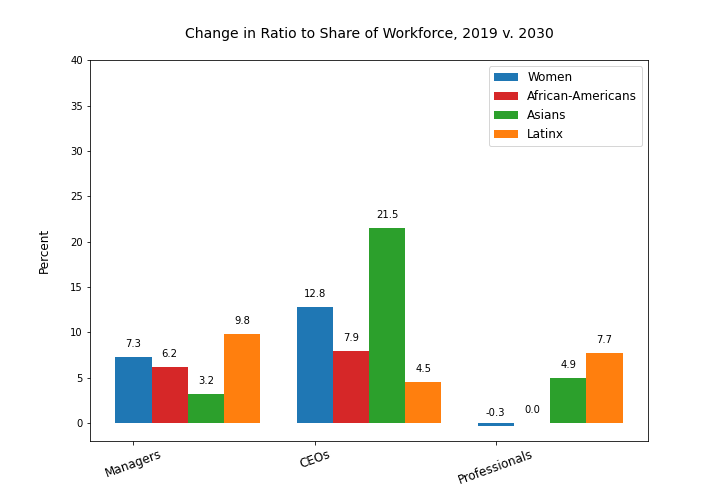 Change in Ratio to Share of Workforce, 2019 v. 2030
Percent
40
35
30
25
20
15
10
5
0
Women
African-Americans
Asians
Latinx
7.3
6.2
3.2
9.8
12.8
7.9
21.5
4.5
-0.3
0.0
4.9
7.7
Managers
CEOs
Professionals